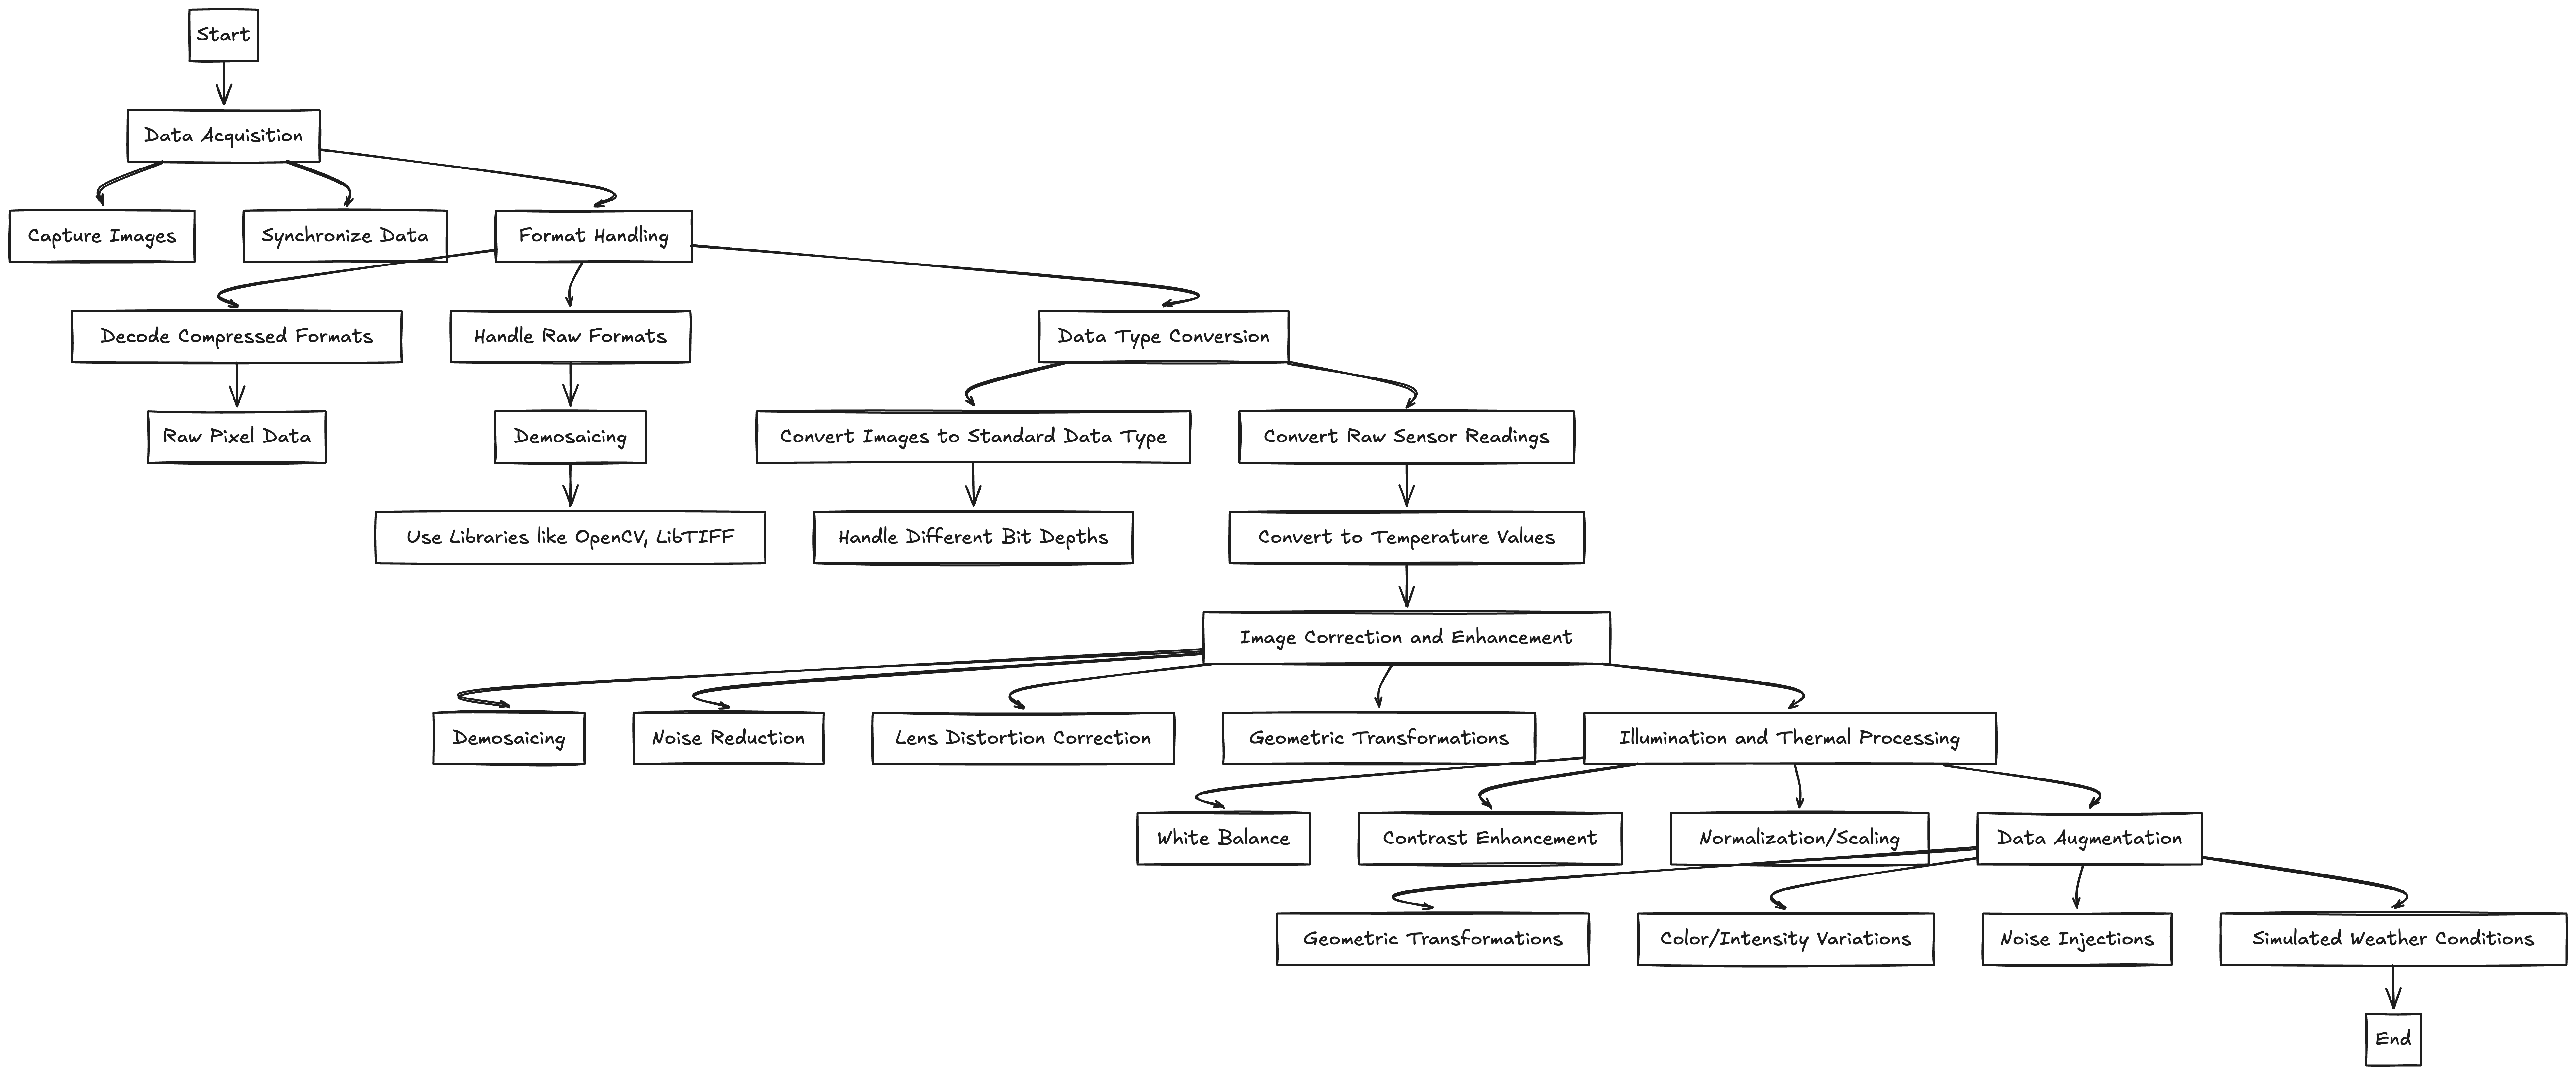 Start
Data Acquisition
Capture Images
Synchronize Data
Format Handling
Decode Compressed Formats
Handle Raw Formats
Data Type Conversion
Raw Pixel Data
Demosaicing
Convert Images to Standard Data Type
Convert Raw Sensor Readings
Use Libraries like OpenCV, LibTIFF
Handle Different Bit Depths
Convert to Temperature Values
Image Correction and Enhancement
Demosaicing
Noise Reduction
Lens Distortion Correction
Geometric Transformations
Illumination and Thermal Processing
White Balance
Contrast Enhancement
Normalization/Scaling
Data Augmentation
Geometric Transformations
Color/Intensity Variations
Noise Injections
Simulated Weather Conditions
End